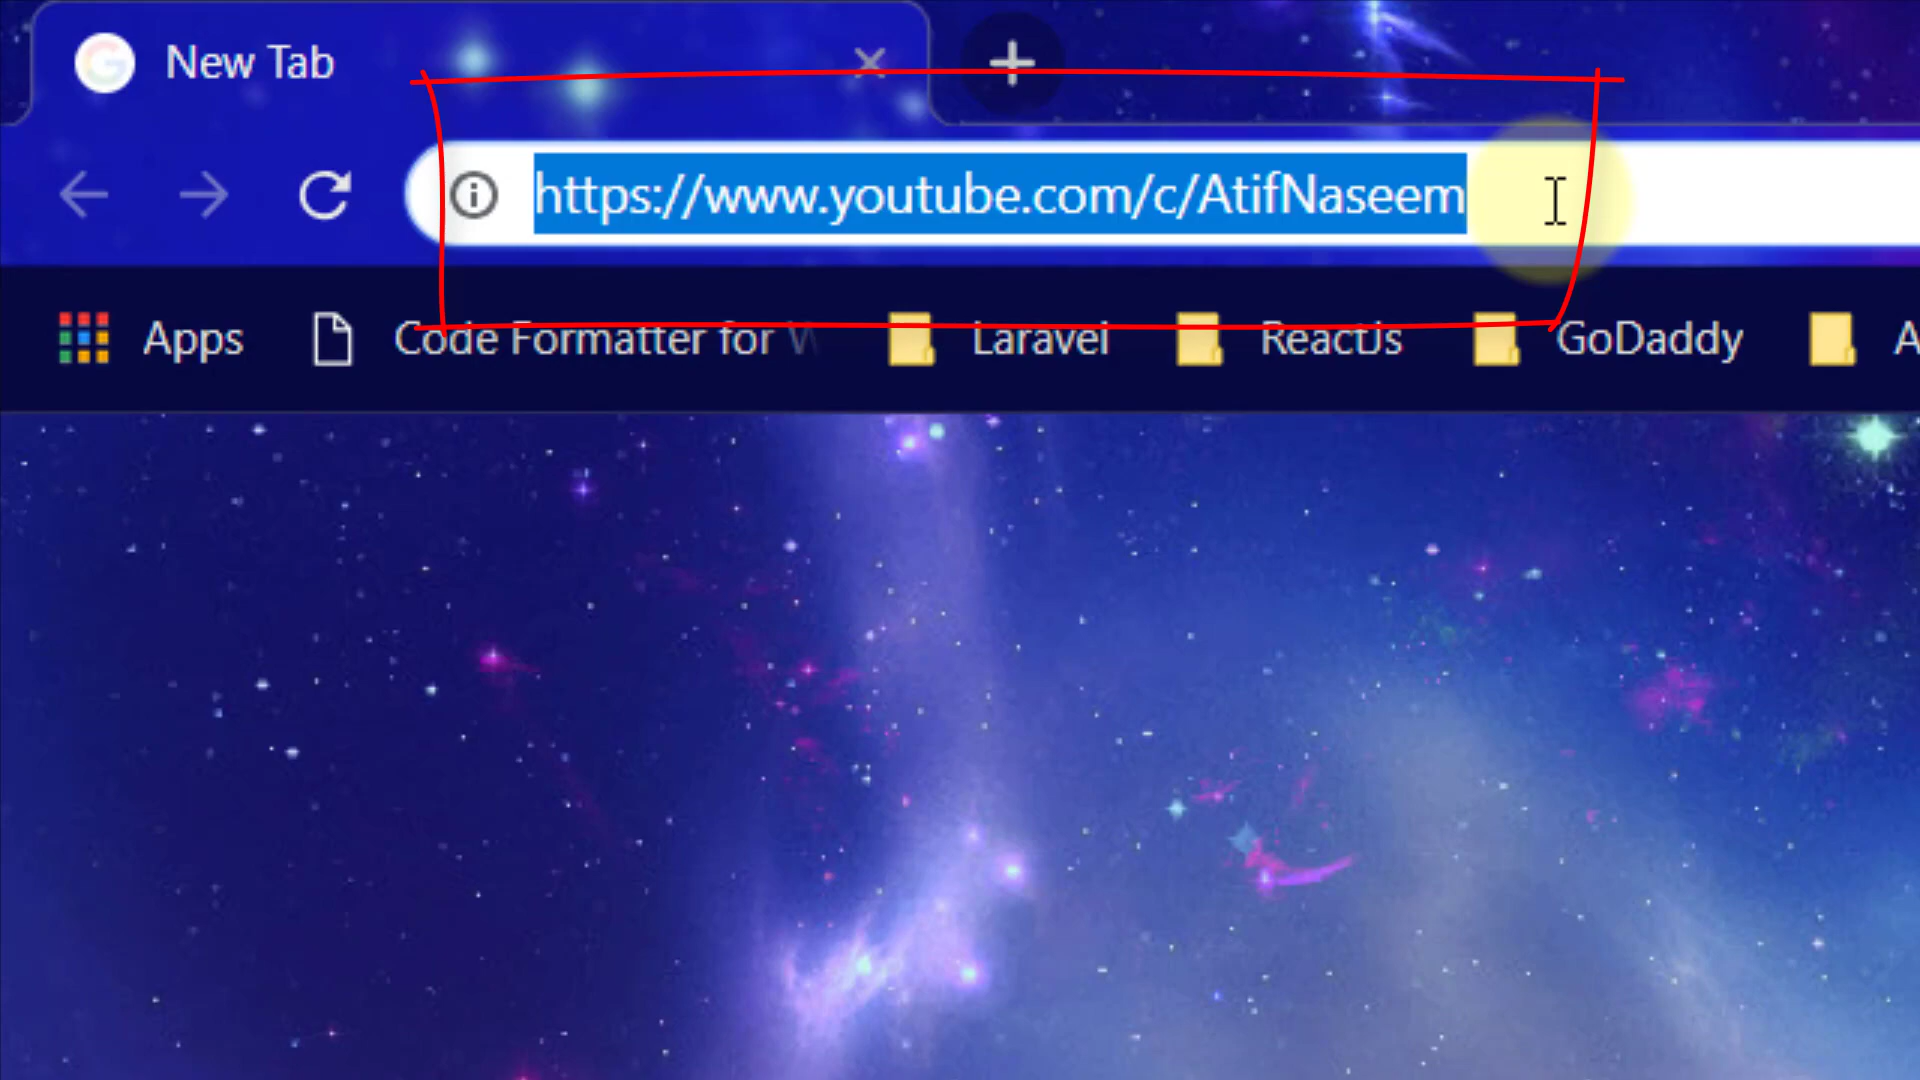 New Tab
https://www.youtube.com/c/AtifNaseem
Apps Code Formatter for Laravel ReactJs GoDaddy A